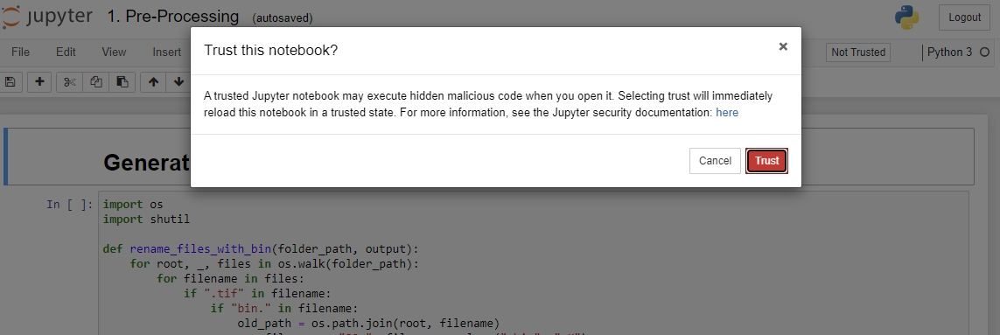 jupyter 1. Pre-Processing (autosaved)
Logout
File Edit View Insert
Not Trusted
Python 3
Trust this notebook?
×
A trusted Jupyter notebook may execute hidden malicious code when you open it. Selecting trust will immediately
reload this notebook in a trusted state. For more information, see the Jupyter security documentation: here
Cancel Trust
Generat
In [ ]: import os
import shutil
def rename_files_with_bin(folder_path, output):
for root, _, files in os.walk(folder_path):
for filename in files:
if ".tif" in filename:
if "bin." in filename:
old_path = os.path.join(root, filename)